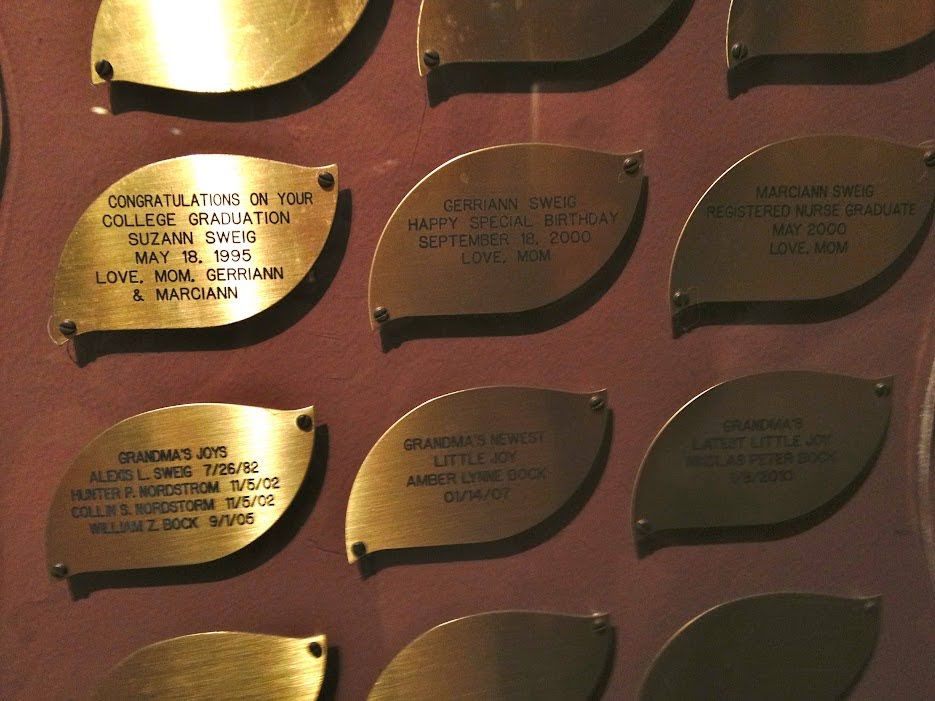 CONGRATULATIONS ON YOUR
COLLEGE GRADUATION
SUZANN SWEIG
MAY 18, 1995
LOVE, MOM, GERRIANN
& MARCIANN
GERRIANN SWEIG
HAPPY SPECIAL BIRTHDAY
SEPTEMBER 18, 2000
LOVE, MOM
MARCIANN SWEIG
REGISTERED NURSE GRADUATE
MAY 2000
LOVE, MOM
GRANDMA'S JOYS
ALEXIS L. SWEIG 7/26/82
HUNTER P. NORDSTROM 11/5/02
COLLIN S. NORDSTORM 11/5/02
WILLIAM Z. BOCK 9/1/05
GRANDMA'S NEWEST
LITTLE JOY
AMBER LYNNE BOCK
01/14/07
GRANDMA'S
LATEST LITTLE JOY
NICLAS PETER BOCK